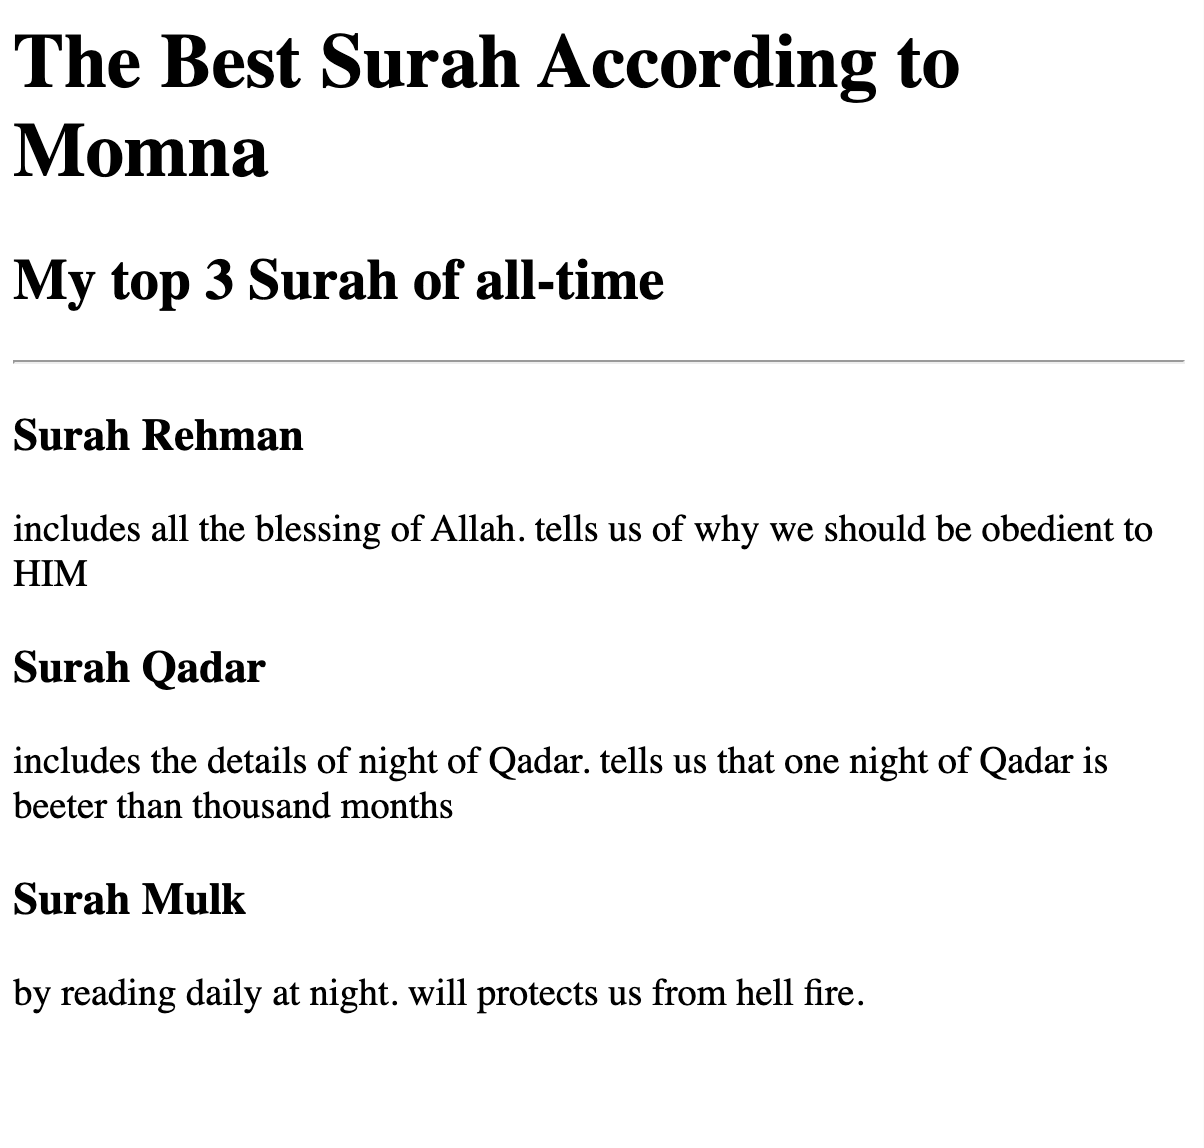 The Best Surah According to
Momna
My top 3 Surah of all-time
Surah Rehman
includes all the blessing of Allah. tells us of why we should be obedient to
HIM
Surah Qadar
includes the details of night of Qadar. tells us that one night of Qadar is
beeter than thousand months
Surah Mulk
by reading daily at night. will protects us from hell fire.